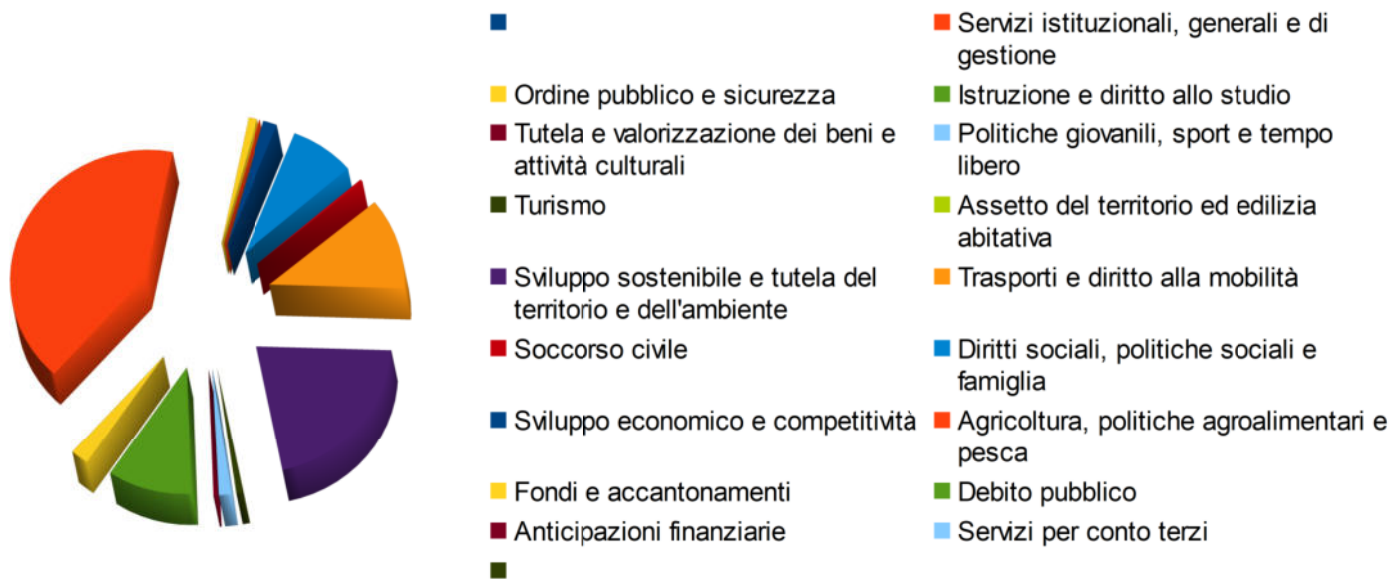 Servizi istituzionali, generali e di
gestione
Ordine pubblico e sicurezza
Istruzione e diritto allo studio
Tutela e valorizzazione dei beni e
attività culturali
Politiche giovanili, sport e tempo
libero
Turismo
Assetto del territorio ed edilizia
abitativa
Sviluppo sostenibile e tutela del
territorio e dell'ambiente
Trasporti e diritto alla mobilità
Soccorso civile
Diritti sociali, politiche sociali e
famiglia
Sviluppo economico e competitività
Agricoltura, politiche agroalimentari e
pesca
Fondi e accantonamenti
Debito pubblico
Anticipazioni finanziarie
Servizi per conto terzi